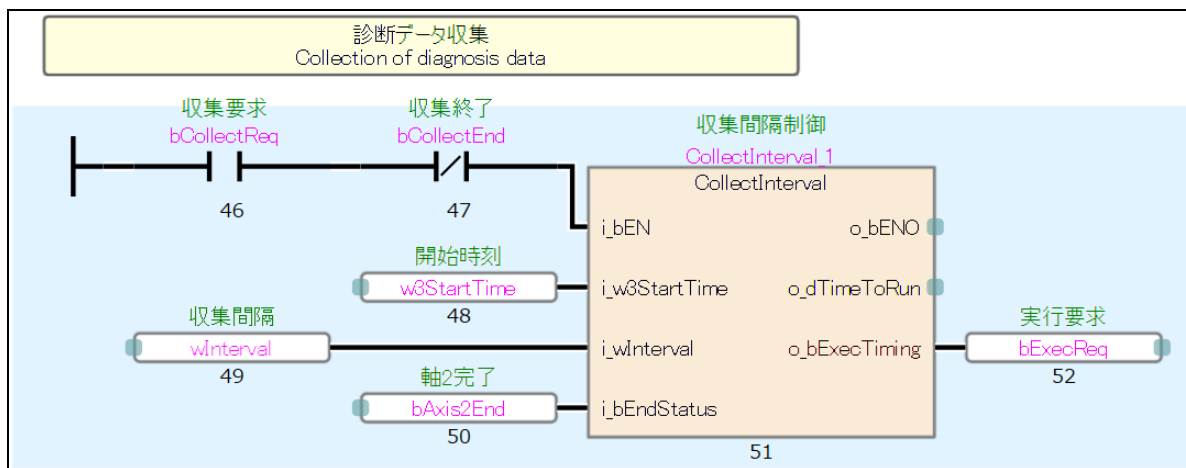 診断データ収集
Collection of diagnosis data
収集要求
bCollectReq
46
収集終了
bCollectEnd
47
収集間隔制御
CollectInterval_1
CollectInterval
i_bEN
o_bENO
開始時刻
w3StartTime
48
i_w3StartTime
o_dTimeToRun
収集間隔
wInterval
49
i_wInterval
o_bExecTiming
実行要求
bExecReq
52
軸2完了
bAxis2End
50
i_bEndStatus
51